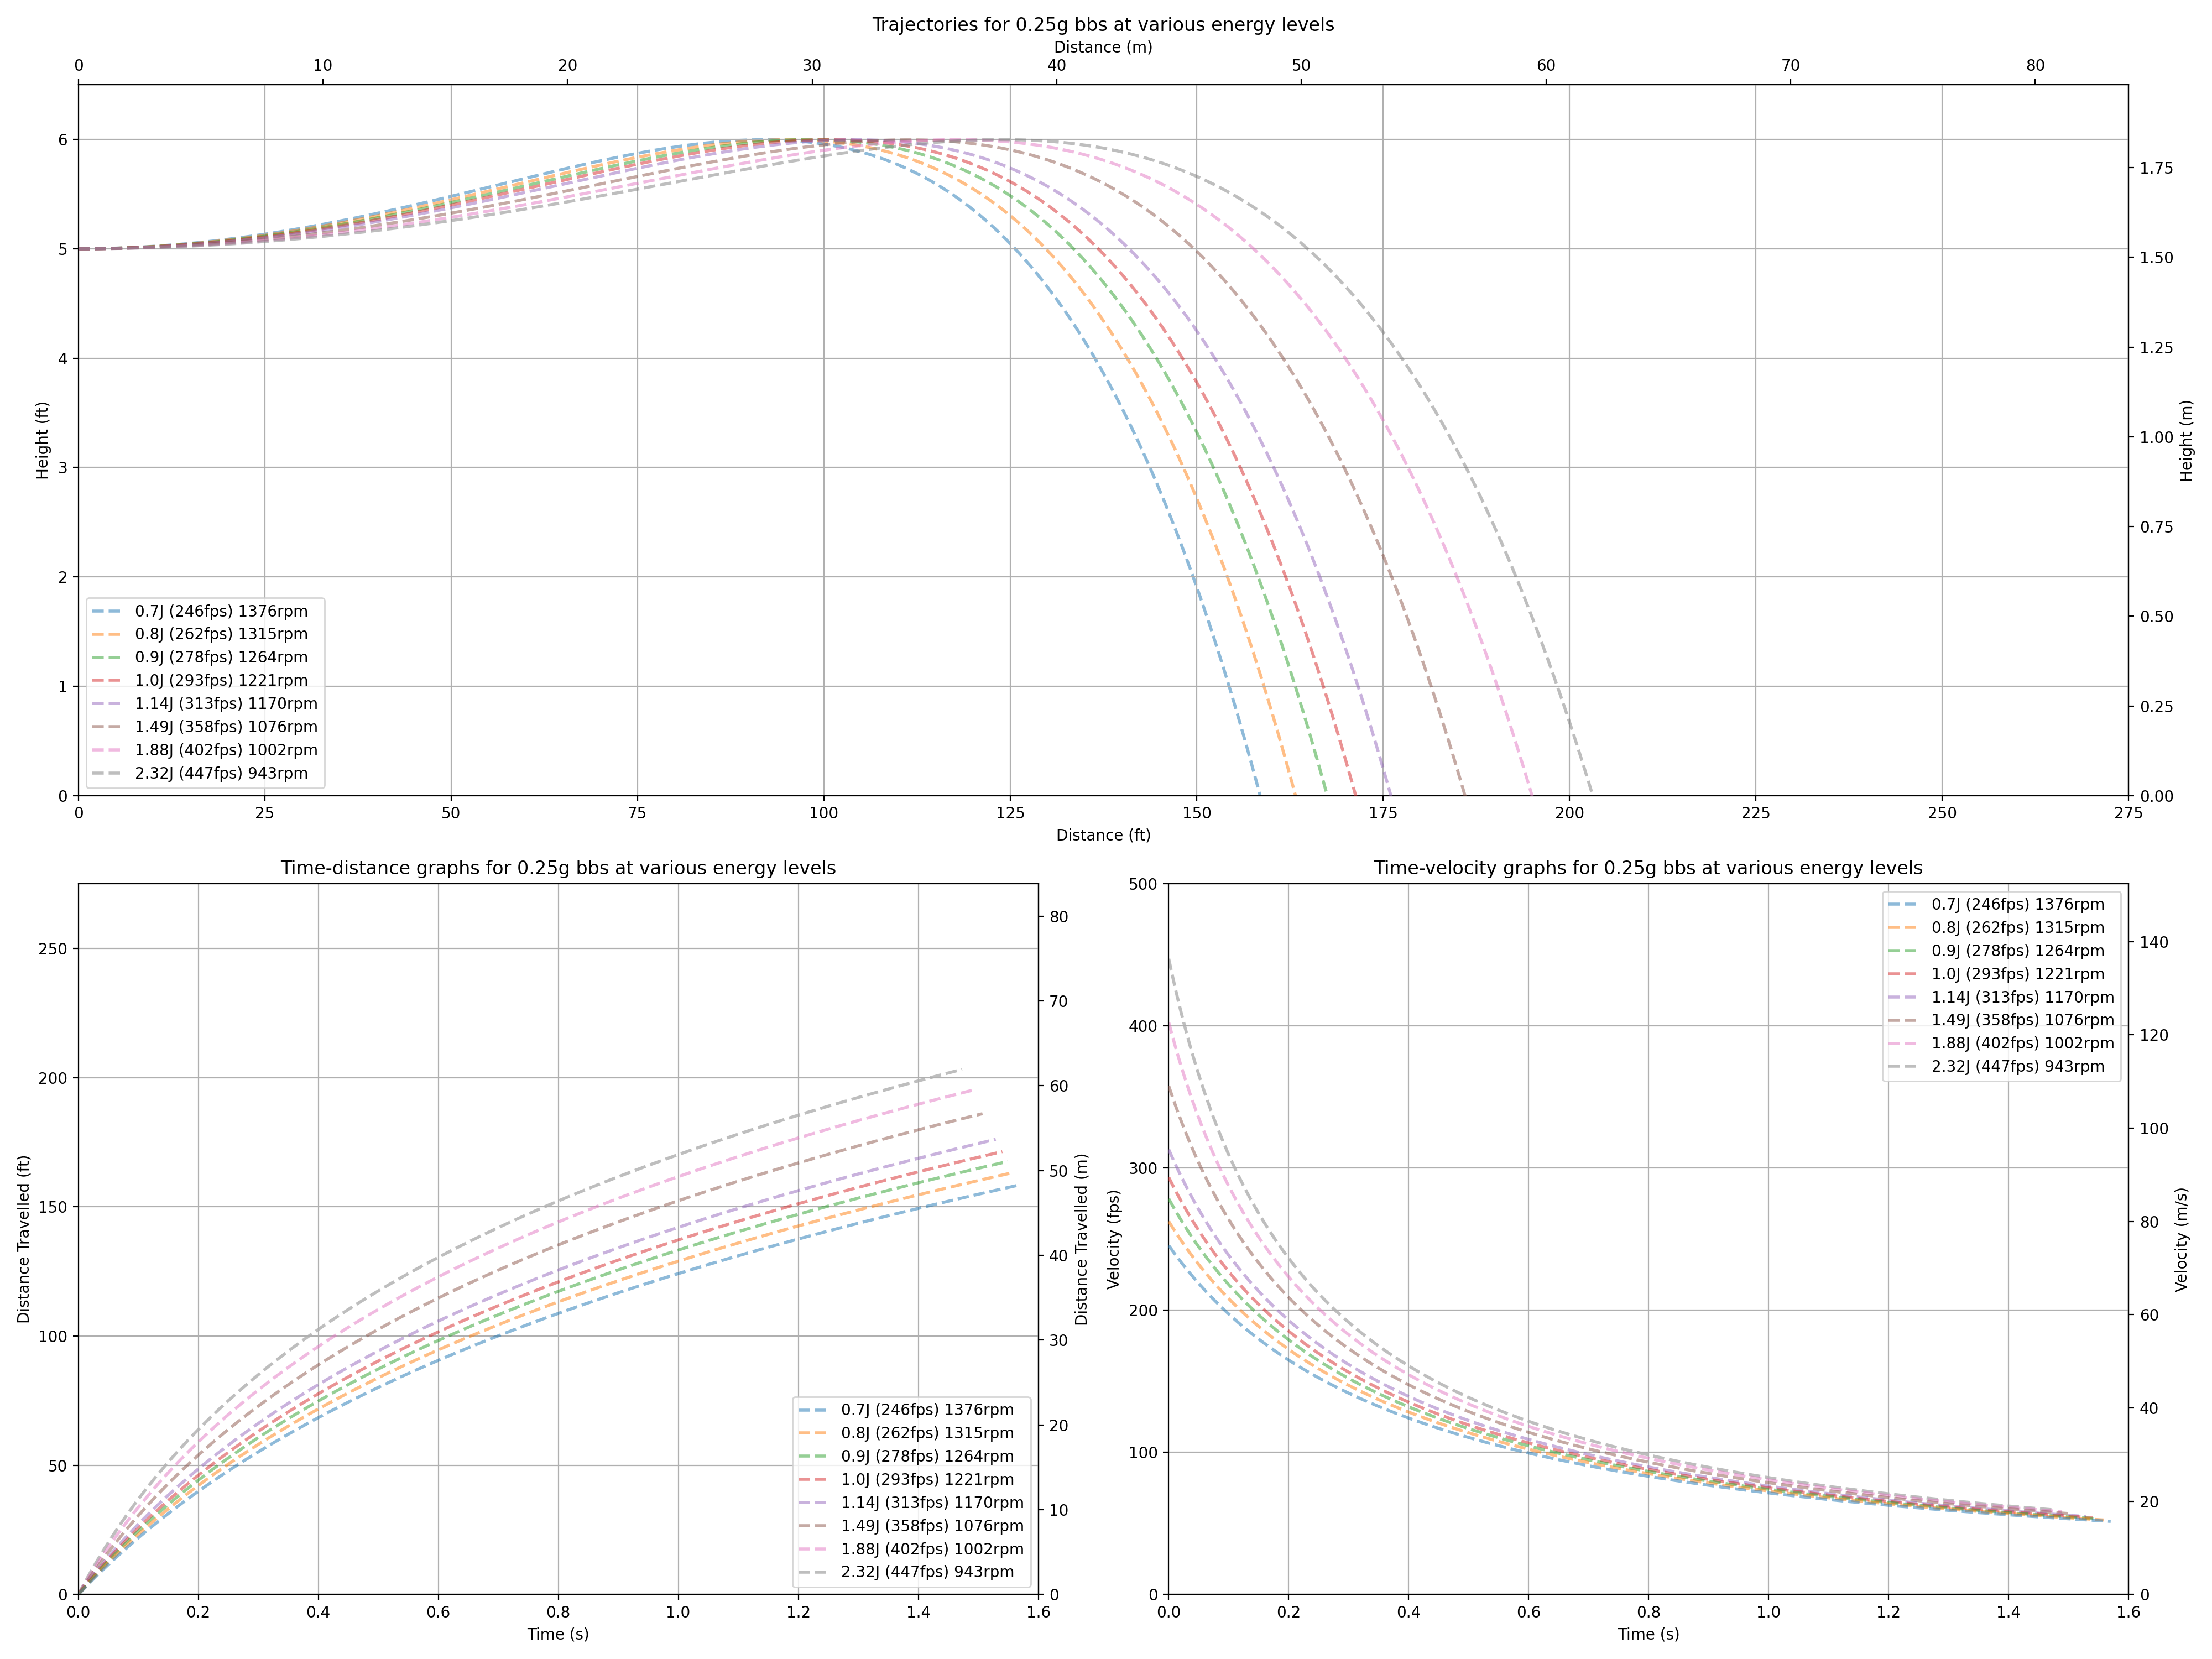 Trajectories for 0.25g bbs at various energy levels
Distance (m)
0 10 20 30 40 50 60 70 80
6
5
4
3
2
1
0
Height (ft)
1.75
1.50
1.25
1.00
0.75
0.50
0.25
0.00
Height (m)
0.7J (246fps) 1376rpm
0.8J (262fps) 1315rpm
0.9J (278fps) 1264rpm
1.0J (293fps) 1221rpm
1.14J (313fps) 1170rpm
1.49J (358fps) 1076rpm
1.88J (402fps) 1002rpm
2.32J (447fps) 943rpm
0 25 50 75 100 125 150 175 200 225 250 275
Distance (ft)
Time-distance graphs for 0.25g bbs at various energy levels
250
200
150
100
50
0
Distance Travelled (ft)
80
70
60
50
40
30
20
10
0
Distance Travelled (m)
0.7J (246fps) 1376rpm
0.8J (262fps) 1315rpm
0.9J (278fps) 1264rpm
1.0J (293fps) 1221rpm
1.14J (313fps) 1170rpm
1.49J (358fps) 1076rpm
1.88J (402fps) 1002rpm
2.32J (447fps) 943rpm
0.0 0.2 0.4 0.6 0.8 1.0 1.2 1.4 1.6
Time (s)
Time-velocity graphs for 0.25g bbs at various energy levels
500
400
300
200
100
0
Velocity (fps)
0.7J (246fps) 1376rpm
0.8J (262fps) 1315rpm
0.9J (278fps) 1264rpm
1.0J (293fps) 1221rpm
1.14J (313fps) 1170rpm
1.49J (358fps) 1076rpm
1.88J (402fps) 1002rpm
2.32J (447fps) 943rpm
140
120
100
80
60
40
20
0
Velocity (m/s)
0.0 0.2 0.4 0.6 0.8 1.0 1.2 1.4 1.6
Time (s)